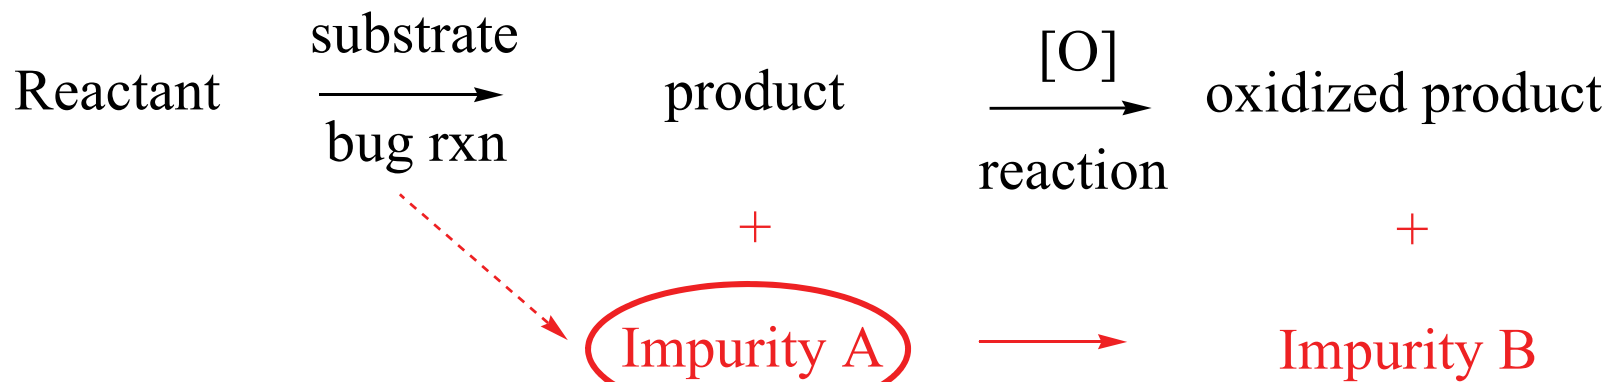 substrate
[O]
Reactant
product
oxidized product
bug rxn
reaction
+
+
Impurity A
Impurity B